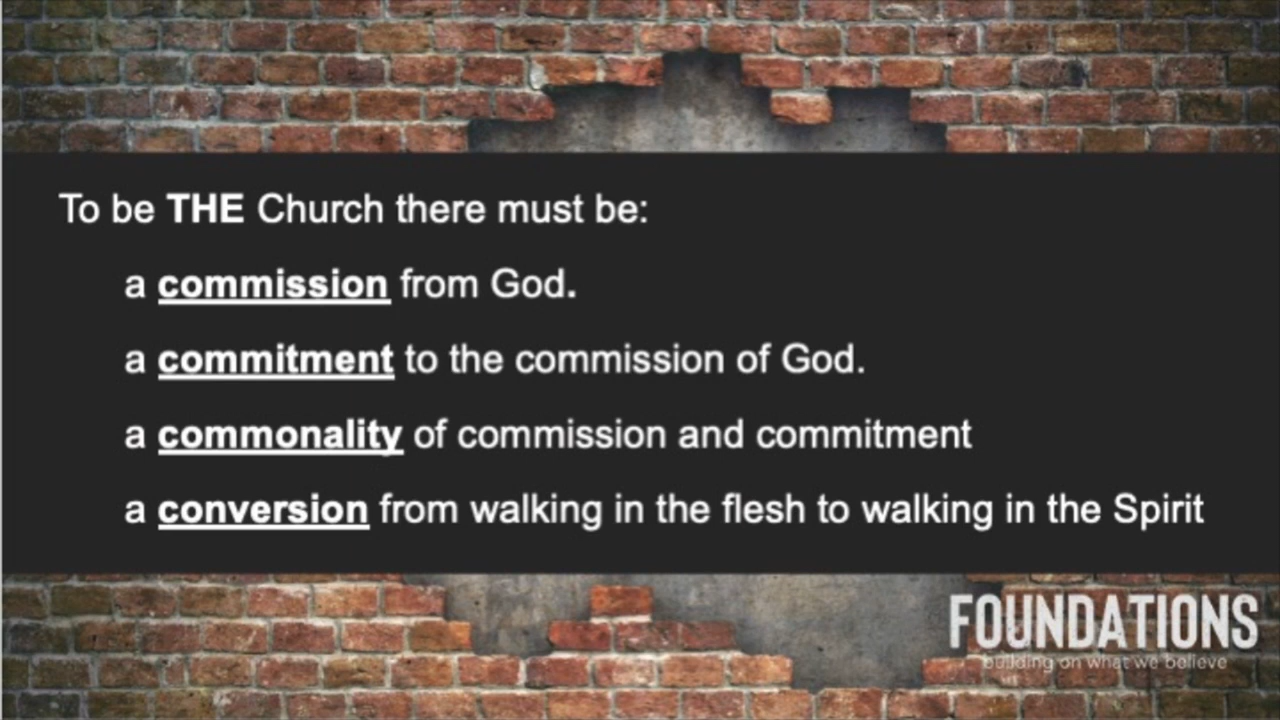 To be THE Church there must be:
a commission from God.
a commitment to the commission of God.
a commonality of commission and commitment
a conversion from walking in the flesh to walking in the Spirit
FOUNDATIONS
building on what we believe